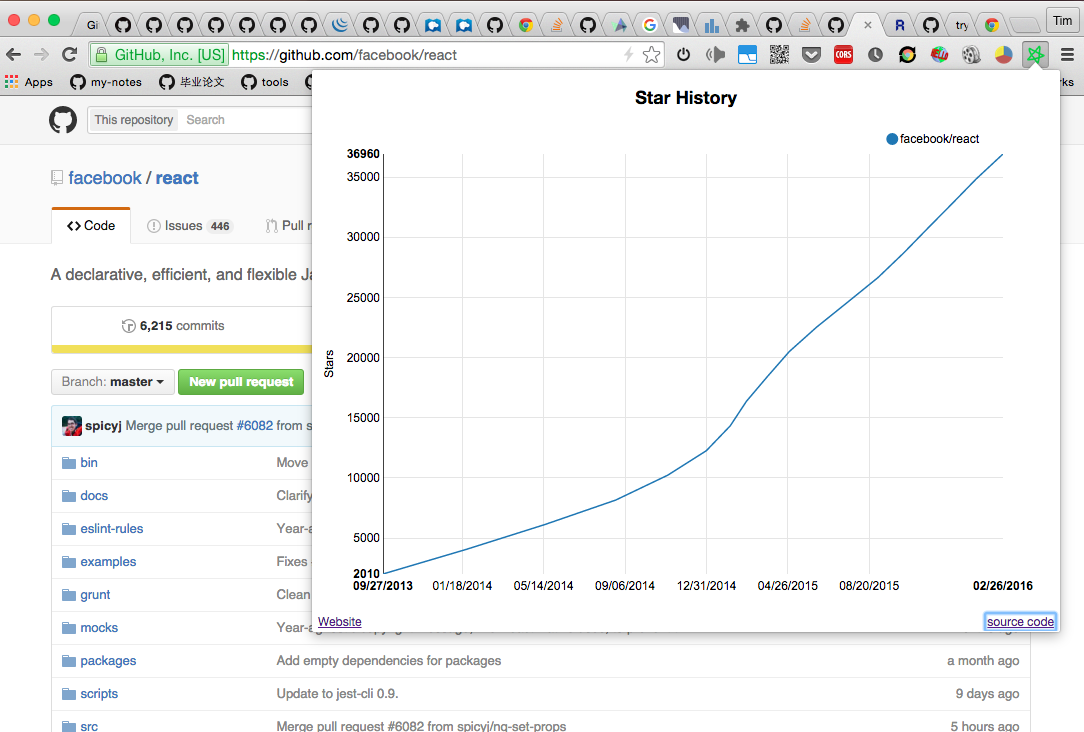 Gi
try
Tim
GitHub, Inc. [US] https://github.com/facebook/react
CORS
Apps my-notes 毕业论文 tools
rks
This repository Search
facebook / react
Code Issues 446 Pull r
A declarative, efficient, and flexible Ja
6,215 commits
Branch: master New pull request
spicyj Merge pull request #6082 from s
bin Move
docs Clarify
eslint-rules Year-a
examples Fixes
grunt Clean
mocks Year-a
packages Add empty dependencies for packages a month ago
scripts Update to jest-cli 0.9. 9 days ago
src Merge pull request #6082 from spicyj/ng-set-props 5 hours ago
Star History
facebook/react
36960
35000
30000
25000
20000
15000
10000
5000
2010
Stars
09/27/2013 01/18/2014 05/14/2014 09/06/2014 12/31/2014 04/26/2015 08/20/2015 02/26/2016
Website source code